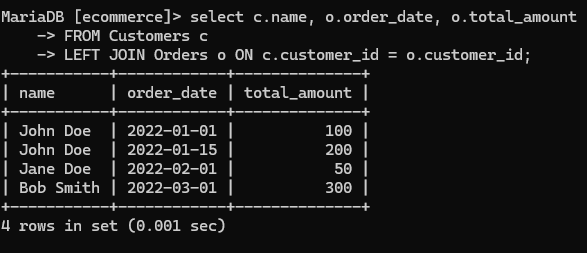 MariaDB [ecommerce]> select c.name, o.order_date, o.total_amount
    -> FROM Customers c
    -> LEFT JOIN Orders o ON c.customer_id = o.customer_id;
+-----------+------------+--------------+
| name      | order_date | total_amount |
+-----------+------------+--------------+
| John Doe  | 2022-01-01 |          100 |
| John Doe  | 2022-01-15 |          200 |
| Jane Doe  | 2022-02-01 |           50 |
| Bob Smith | 2022-03-01 |          300 |
+-----------+------------+--------------+
4 rows in set (0.001 sec)